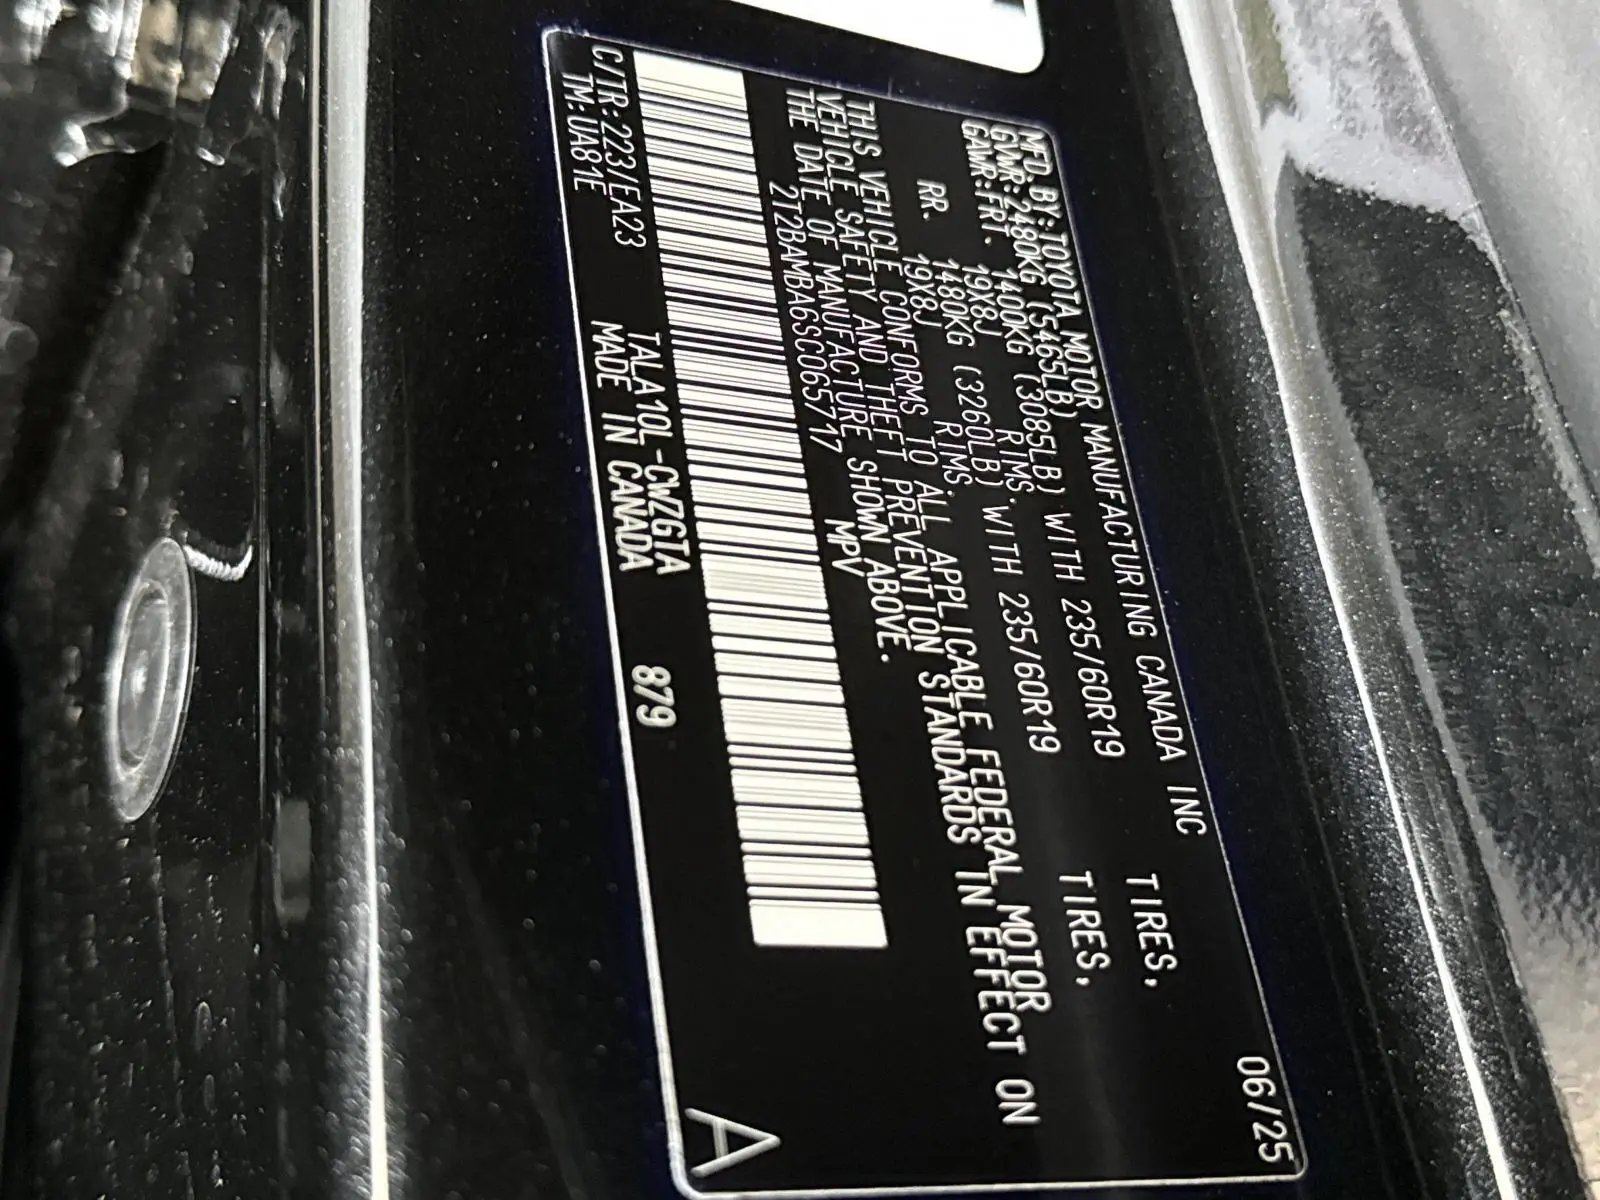 MFD. BY:TOYOTA MOTOR MANUFACTURING CANADA INC 06/25
GVWR:2480KG (5465LB)
GAWR:FRT. 1400KG (3085LB) WITH 235/60R19 TIRES,
19X8J RIMS.
RR. 1480KG (3260LB) WITH 235/60R19 TIRES,
19X8J RIMS.
THIS VEHICLE CONFORMS TO ALL APPLICABLE FEDERAL MOTOR
VEHICLE SAFETY AND THEFT PREVENTION STANDARDS IN EFFECT ON
THE DATE OF MANUFACTURE SHOWN ABOVE.
2T2BAMBA6SC065717 MPV
C/TR:223/EA23 TALA10L-CWZGTA 879
TM:UA81E MADE IN CANADA
A